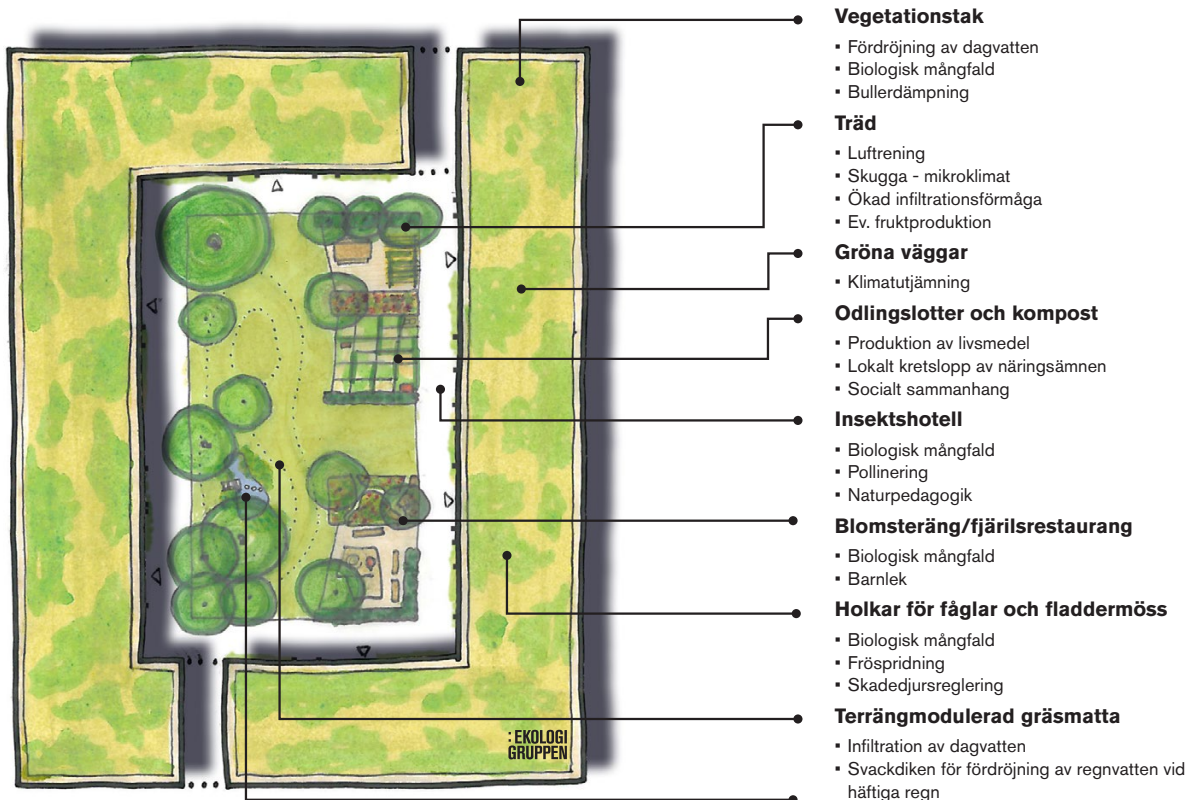 Vegetationstak
▪ Fördröjning av dagvatten
▪ Biologisk mångfald
▪ Bullerdämpning
Träd
▪ Luftrening
▪ Skugga - mikroklimat
▪ Ökad infiltrationsförmåga
▪ Ev. fruktproduktion
Gröna väggar
▪ Klimatutjämning
Odlingslotter och kompost
▪ Produktion av livsmedel
▪ Lokalt kretslopp av näringsämnen
▪ Socialt sammanhang
Insektshotell
▪ Biologisk mångfald
▪ Pollinering
▪ Naturpedagogik
Blomsteräng/fjärilsrestaurang
▪ Biologisk mångfald
▪ Barnlek
Holkar för fåglar och fladdermöss
▪ Biologisk mångfald
▪ Fröspridning
▪ Skadedjursreglering
Terrängmodulerad gräsmatta
▪ Infiltration av dagvatten
▪ Svackdiken för fördröjning av regnvatten vid
häftiga regn
:EKOLOGI
GRUPPEN